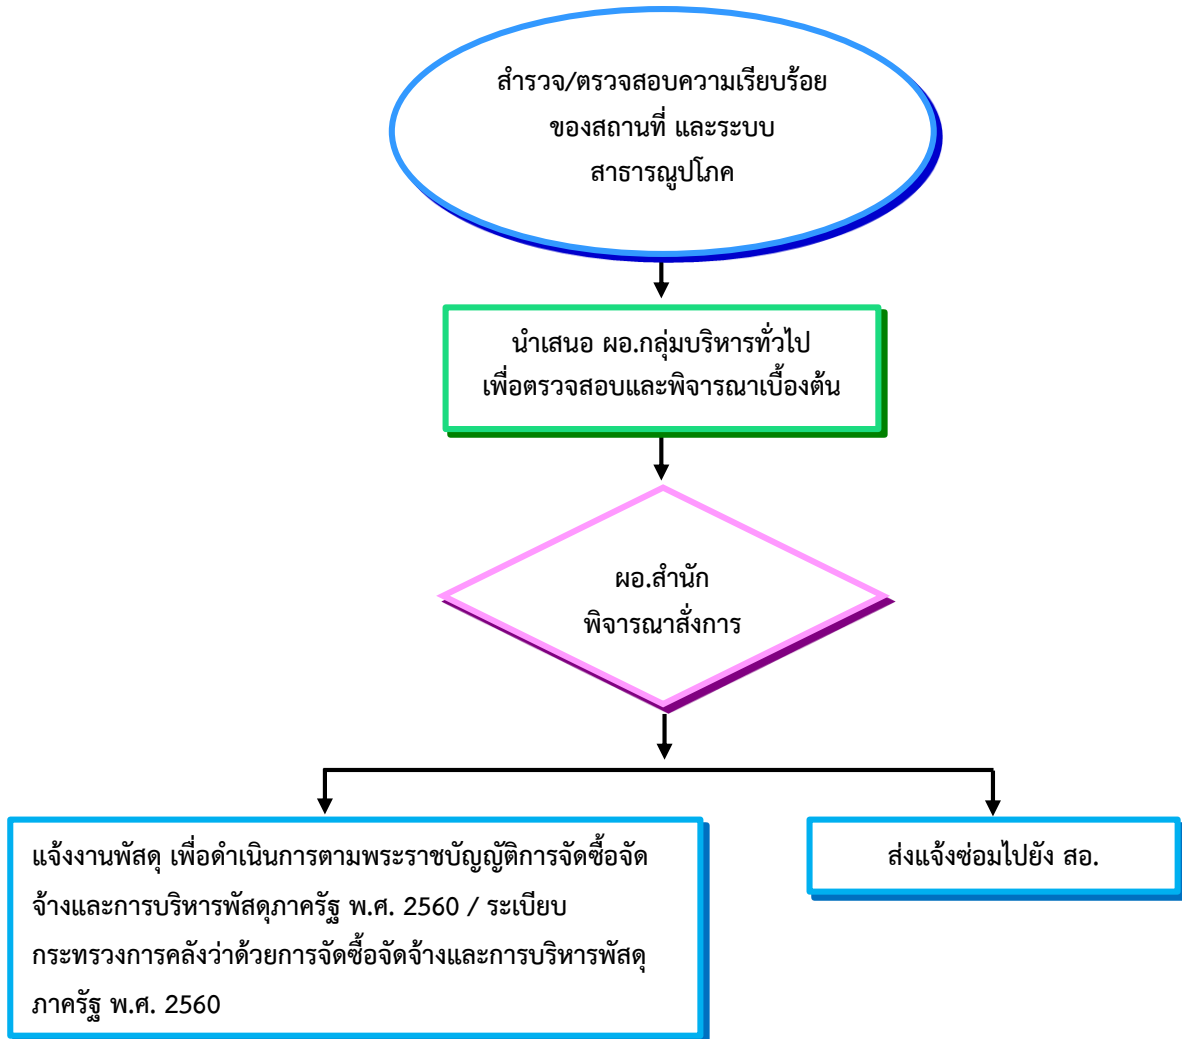 สำรวจ/ตรวจสอบความเรียบร้อย
ของสถานที่ และระบบ
สาธารณูปโภค
นำเสนอ ผอ.กลุ่มบริหารทั่วไป
เพื่อตรวจสอบและพิจารณาเบื้องต้น
ผอ.สำนัก
พิจารณาสั่งการ
แจ้งงานพัสดุ เพื่อดำเนินการตามพระราชบัญญัติการจัดซื้อจัด
จ้างและการบริหารพัสดุภาครัฐ พ.ศ. 2560 / ระเบียบ
กระทรวงการคลังว่าด้วยการจัดซื้อจัดจ้างและการบริหารพัสดุ
ภาครัฐ พ.ศ. 2560
ส่งแจ้งซ่อมไปยัง สอ.